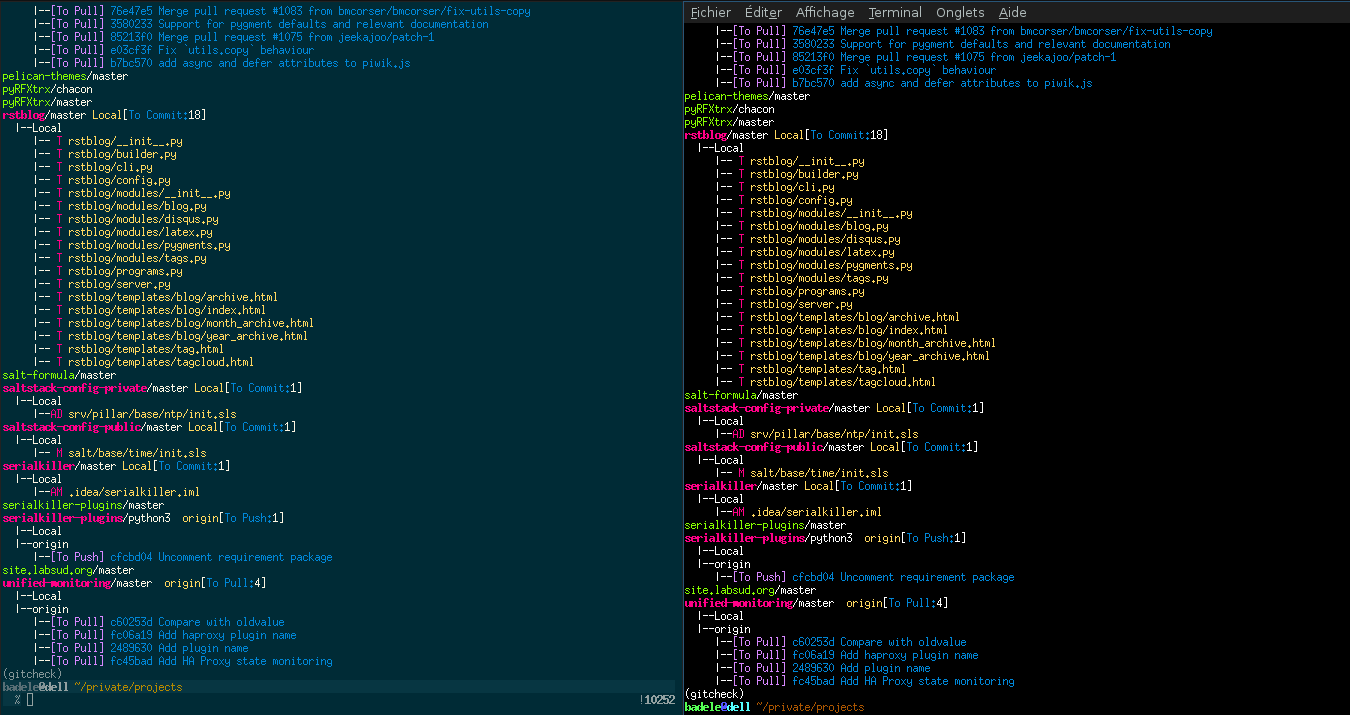 |--[To Pull] 76e47e5 Merge pull request #1083 from bmcorser/bmcorser/fix-utils-copy
|--[To Pull] 3580233 Support for pygment defaults and relevant documentation
|--[To Pull] 85213f0 Merge pull request #1075 from jeekajoo/patch-1
|--[To Pull] e03cf3f Fix `utils.copy` behaviour
|--[To Pull] b7bc570 add async and defer attributes to piwik.js
pelican-themes/master
pyRFXtrx/chacon
pyRFXtrx/master
rstblog/master Local[To Commit:18]
|--Local
|-- T rstblog/__init__.py
|-- T rstblog/builder.py
|-- T rstblog/cli.py
|-- T rstblog/config.py
|-- T rstblog/modules/__init__.py
|-- T rstblog/modules/blog.py
|-- T rstblog/modules/disqus.py
|-- T rstblog/modules/latex.py
|-- T rstblog/modules/pygments.py
|-- T rstblog/modules/tags.py
|-- T rstblog/programs.py
|-- T rstblog/server.py
|-- T rstblog/templates/blog/archive.html
|-- T rstblog/templates/blog/index.html
|-- T rstblog/templates/blog/month_archive.html
|-- T rstblog/templates/blog/year_archive.html
|-- T rstblog/templates/tag.html
|-- T rstblog/templates/tagcloud.html
salt-formula/master
saltstack-config-private/master Local[To Commit:1]
|--Local
|--AD srv/pillar/base/ntp/init.sls
saltstack-config-public/master Local[To Commit:1]
|--Local
|-- M salt/base/time/init.sls
serialkiller/master Local[To Commit:1]
|--Local
|--AM .idea/serialkiller.iml
serialkiller-plugins/master
serialkiller-plugins/python3  origin[To Push:1]
|--Local
|--origin
|--[To Push] cfcbd04 Uncomment requirement package
site.labsud.org/master
unified-monitoring/master  origin[To Pull:4]
|--Local
|--origin
|--[To Pull] c60253d Compare with oldvalue
|--[To Pull] fc06a19 Add haproxy plugin name
|--[To Pull] 2489630 Add plugin name
|--[To Pull] fc45bad Add HA Proxy state monitoring
(gitcheck)
badele@dell ~/private/projects
% !10252
Fichier Éditer Affichage Terminal Onglets Aide
|--[To Pull] 76e47e5 Merge pull request #1083 from bmcorser/bmcorser/fix-utils-copy
|--[To Pull] 3580233 Support for pygment defaults and relevant documentation
|--[To Pull] 85213f0 Merge pull request #1075 from jeekajoo/patch-1
|--[To Pull] e03cf3f Fix `utils.copy` behaviour
|--[To Pull] b7bc570 add async and defer attributes to piwik.js
pelican-themes/master
pyRFXtrx/chacon
pyRFXtrx/master
rstblog/master Local[To Commit:18]
|--Local
|-- T rstblog/__init__.py
|-- T rstblog/builder.py
|-- T rstblog/cli.py
|-- T rstblog/config.py
|-- T rstblog/modules/__init__.py
|-- T rstblog/modules/blog.py
|-- T rstblog/modules/disqus.py
|-- T rstblog/modules/latex.py
|-- T rstblog/modules/pygments.py
|-- T rstblog/modules/tags.py
|-- T rstblog/programs.py
|-- T rstblog/server.py
|-- T rstblog/templates/blog/archive.html
|-- T rstblog/templates/blog/index.html
|-- T rstblog/templates/blog/month_archive.html
|-- T rstblog/templates/blog/year_archive.html
|-- T rstblog/templates/tag.html
|-- T rstblog/templates/tagcloud.html
salt-formula/master
saltstack-config-private/master Local[To Commit:1]
|--Local
|--AD srv/pillar/base/ntp/init.sls
saltstack-config-public/master Local[To Commit:1]
|--Local
|-- M salt/base/time/init.sls
serialkiller/master Local[To Commit:1]
|--Local
|--AM .idea/serialkiller.iml
serialkiller-plugins/master
serialkiller-plugins/python3  origin[To Push:1]
|--Local
|--origin
|--[To Push] cfcbd04 Uncomment requirement package
site.labsud.org/master
unified-monitoring/master  origin[To Pull:4]
|--Local
|--origin
|--[To Pull] c60253d Compare with oldvalue
|--[To Pull] fc06a19 Add haproxy plugin name
|--[To Pull] 2489630 Add plugin name
|--[To Pull] fc45bad Add HA Proxy state monitoring
(gitcheck)
badele@dell ~/private/projects